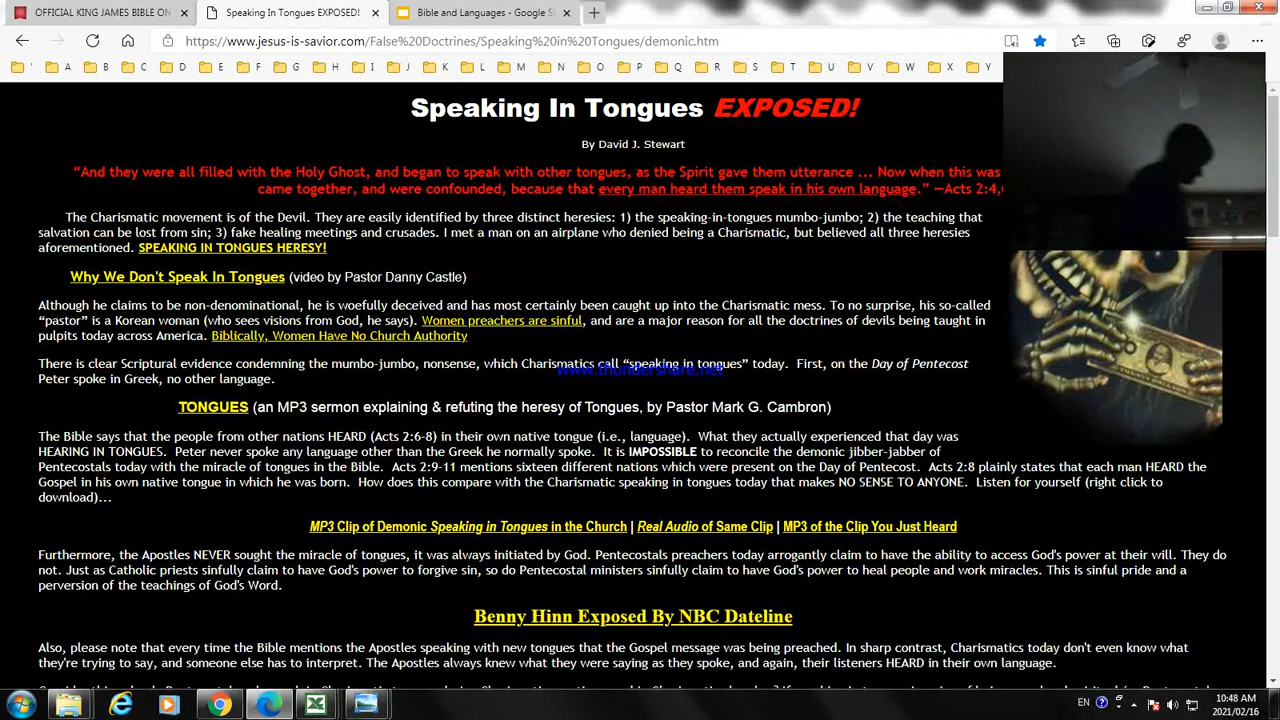 OFFICIAL KING JAMES BIBLE ON
Speaking In Tongues EXPOSED!
Bible and Languages - Google Sl
https://www.jesus-is-savior.com/False%20Doctrines/Speaking%20in%20Tongues/demonic.htm
' A B C D E F G H I J K L M N O P Q R S T U V W X Y
Speaking In Tongues EXPOSED!
By David J. Stewart
“And they were all filled with the Holy Ghost, and began to speak with other tongues, as the Spirit gave them utterance ... Now when this was
came together, and were confounded, because that every man heard them speak in his own language.” —Acts 2:4,
The Charismatic movement is of the Devil. They are easily identified by three distinct heresies: 1) the speaking-in-tongues mumbo-jumbo; 2) the teaching that
salvation can be lost from sin; 3) fake healing meetings and crusades. I met a man on an airplane who denied being a Charismatic, but believed all three heresies
aforementioned. SPEAKING IN TONGUES HERESY!
Why We Don't Speak In Tongues (video by Pastor Danny Castle)
Although he claims to be non-denominational, he is woefully deceived and has most certainly been caught up into the Charismatic mess. To no surprise, his so-called
“pastor” is a Korean woman (who sees visions from God, he says). Women preachers are sinful, and are a major reason for all the doctrines of devils being taught in
pulpits today across America. Biblically, Women Have No Church Authority
There is clear Scriptural evidence condemning the mumbo-jumbo, nonsense, which Charismatics call “speaking in tongues” today. First, on the Day of Pentecost
www.thundershare.net
Peter spoke in Greek, no other language.
TONGUES (an MP3 sermon explaining & refuting the heresy of Tongues, by Pastor Mark G. Cambron)
The Bible says that the people from other nations HEARD (Acts 2:6-8) in their own native tongue (i.e., language). What they actually experienced that day was
HEARING IN TONGUES. Peter never spoke any language other than the Greek he normally spoke. It is IMPOSSIBLE to reconcile the demonic jibber-jabber of
Pentecostals today with the miracle of tongues in the Bible. Acts 2:9-11 mentions sixteen different nations which were present on the Day of Pentecost. Acts 2:8 plainly states that each man HEARD the
Gospel in his own native tongue in which he was born. How does this compare with the Charismatic speaking in tongues today that makes NO SENSE TO ANYONE. Listen for yourself (right click to
download)...
MP3 Clip of Demonic Speaking in Tongues in the Church | Real Audio of Same Clip | MP3 of the Clip You Just Heard
Furthermore, the Apostles NEVER sought the miracle of tongues, it was always initiated by God. Pentecostals preachers today arrogantly claim to have the ability to access God's power at their will. They do
not. Just as Catholic priests sinfully claim to have God's power to forgive sin, so do Pentecostal ministers sinfully claim to have God's power to heal people and work miracles. This is sinful pride and a
perversion of the teachings of God's Word.
Benny Hinn Exposed By NBC Dateline
Also, please note that every time the Bible mentions the Apostles speaking with new tongues that the Gospel message was being preached. In sharp contrast, Charismatics today don't even know what
they're trying to say, and someone else has to interpret. The Apostles always knew what they were saying as they spoke, and again, their listeners HEARD in their own language.
EN
10:48 AM
2021/02/16